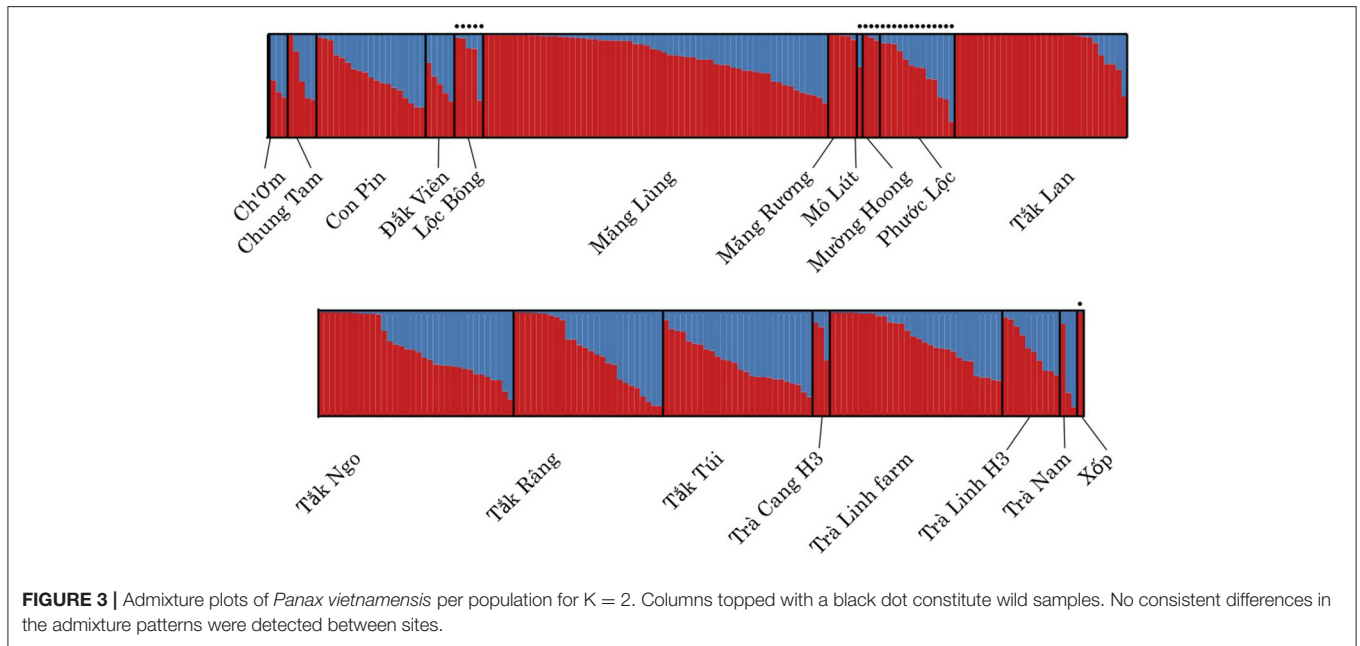 Ch'Ơm
Chung Tam
Con Pin
Đắk Viên
Lộc Bông
Măng Lùng
Măng Rương
Mô Lút
Mường Hoong
Phước Lộc
Tắk Lan
Tắk Ngo
Tắk Râng
Tắk Túi
Trà Cang H3
Trà Linh farm
Trà Linh H3
Trà Nam
Xốp
FIGURE 3 | Admixture plots of Panax vietnamensis per population for K = 2. Columns topped with a black dot constitute wild samples. No consistent differences in
the admixture patterns were detected between sites.